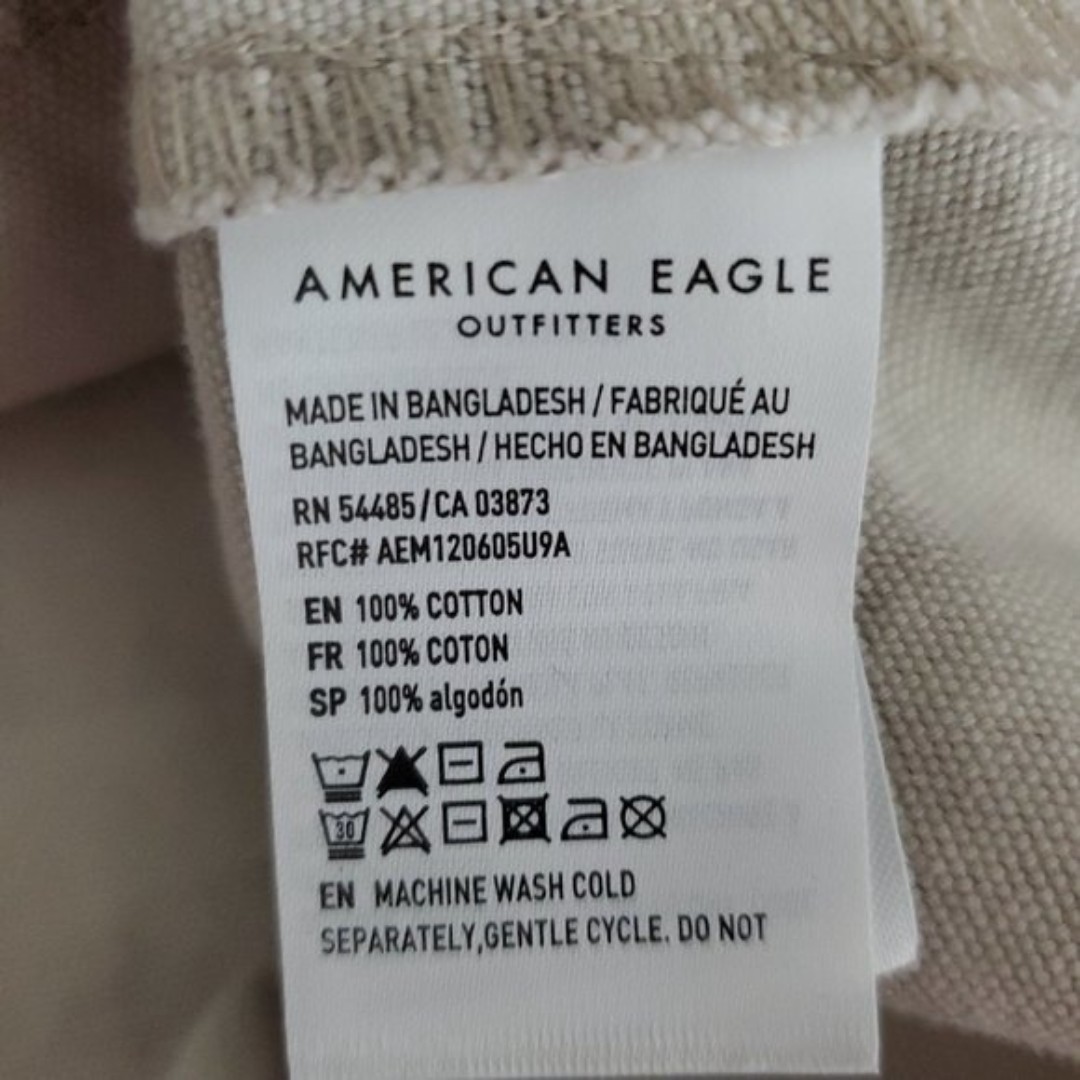 AMERICAN EAGLE
OUTFITTERS
MADE IN BANGLADESH / FABRIQUÉ AU
BANGLADESH / HECHO EN BANGLADESH
RN 54485/CA 03873
RFC# AEM120605U9A
EN 100% COTTON
FR 100% COTON
SP 100% algodón
30
EN MACHINE WASH COLD
SEPARATELY,GENTLE CYCLE. DO NOT